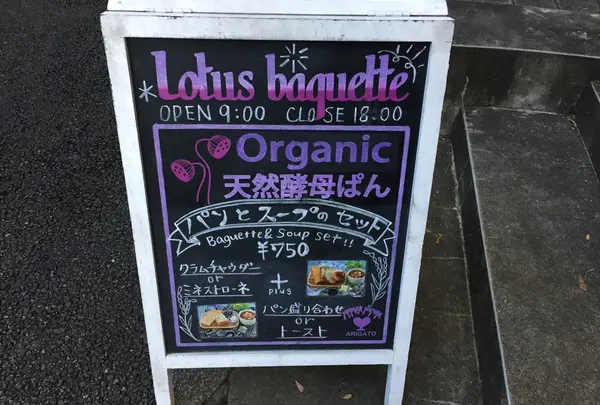 Lotus baguette
OPEN 9:00 CLOSE 18:00
Organic
天然酵母ぱん
パンとスープのセット
Baguette & Soup set!!
¥750
クラムチャウダー
or
ミネストローネ
+
Plus
パン盛り合わせ
or
トースト
ARIGATO